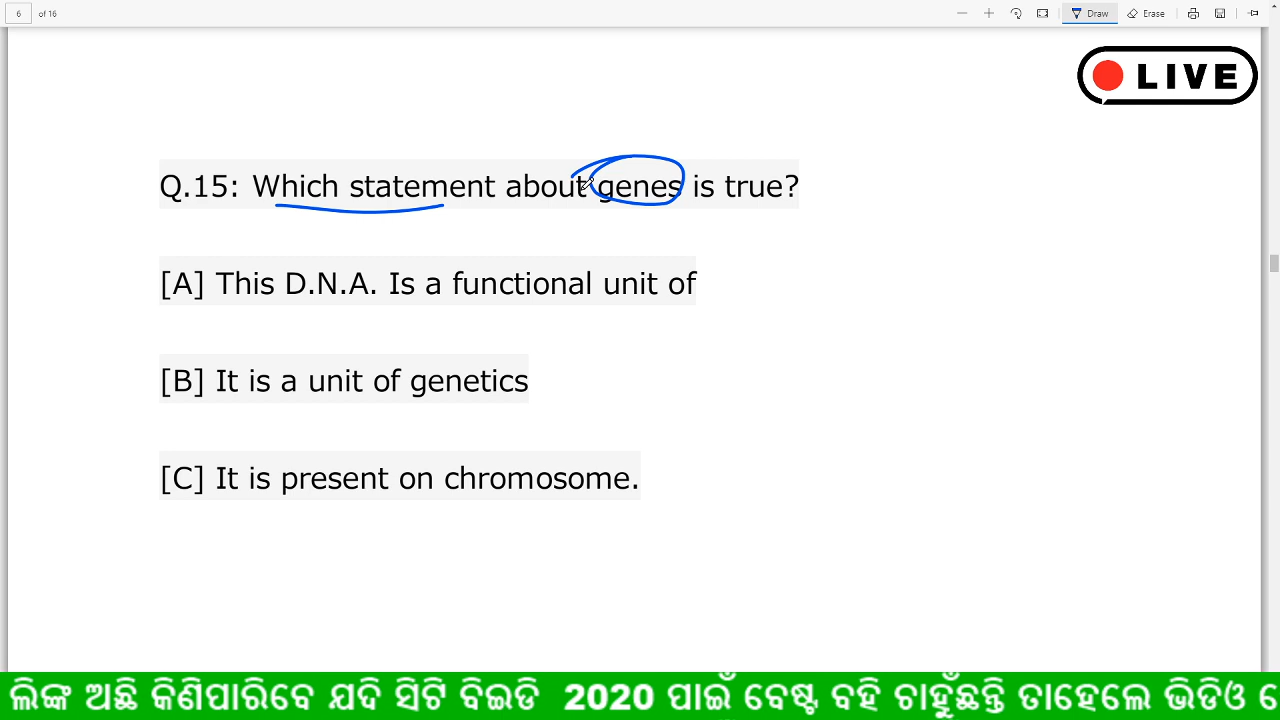 6 of 16 Draw Erase
LIVE
Q.15: Which statement about genes is true?
[A] This D.N.A. Is a functional unit of
[B] It is a unit of genetics
[C] It is present on chromosome.
ଲିଙ୍କ ଅଛି କିଣିପାରିବେ ଯଦି ସିଟି ବିଇଡି 2020 ପାଇଁ ବେଷ୍ଟ ବହି ଚାହୁଁଛନ୍ତି ତାହେଲେ ଭିଡିଓ